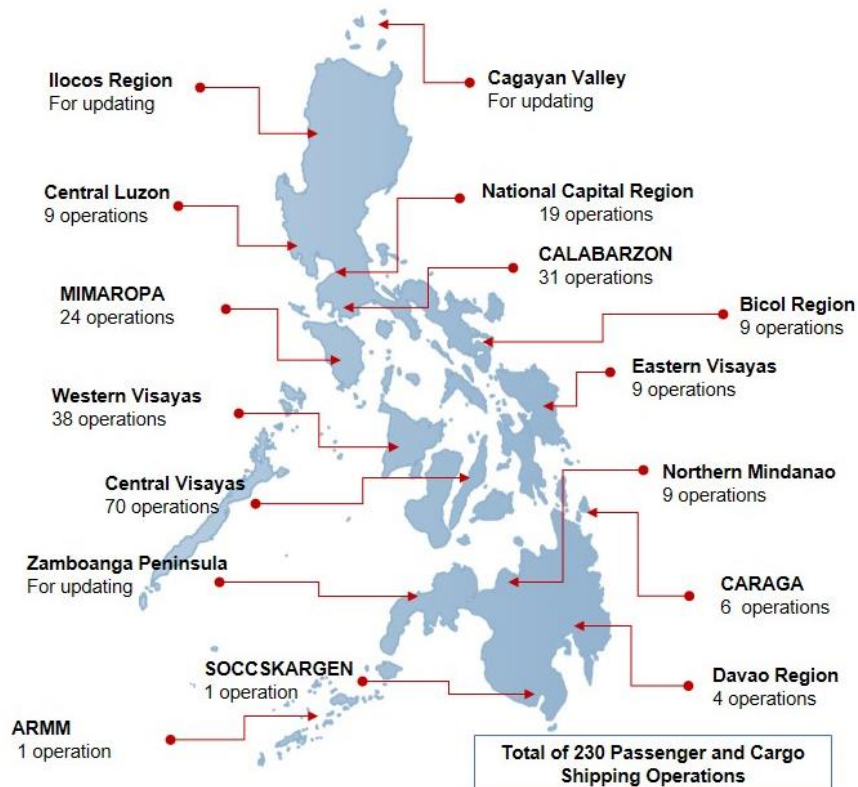 Ilocos Region
For updating
Cagayan Valley
For updating
Central Luzon
9 operations
National Capital Region
19 operations
CALABARZON
31 operations
MIMAROPA
24 operations
Bicol Region
9 operations
Eastern Visayas
9 operations
Western Visayas
38 operations
Northern Mindanao
9 operations
Central Visayas
70 operations
Zamboanga Peninsula
For updating
CARAGA
6 operations
SOCCSKARGEN
1 operation
Davao Region
4 operations
ARMM
1 operation
Total of 230 Passenger and Cargo
Shipping Operations